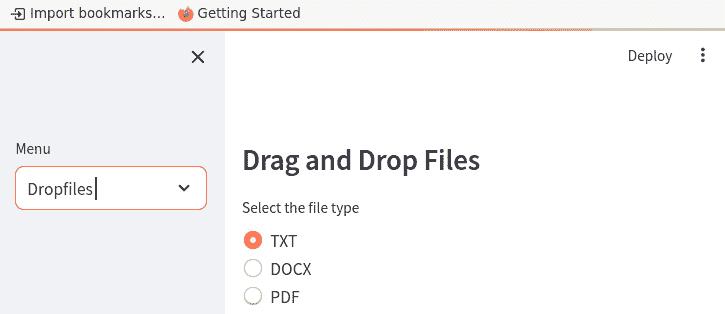 Import bookmarks... Getting Started
Deploy
Menu
Dropfiles
Drag and Drop Files
Select the file type
TXT
DOCX
PDF